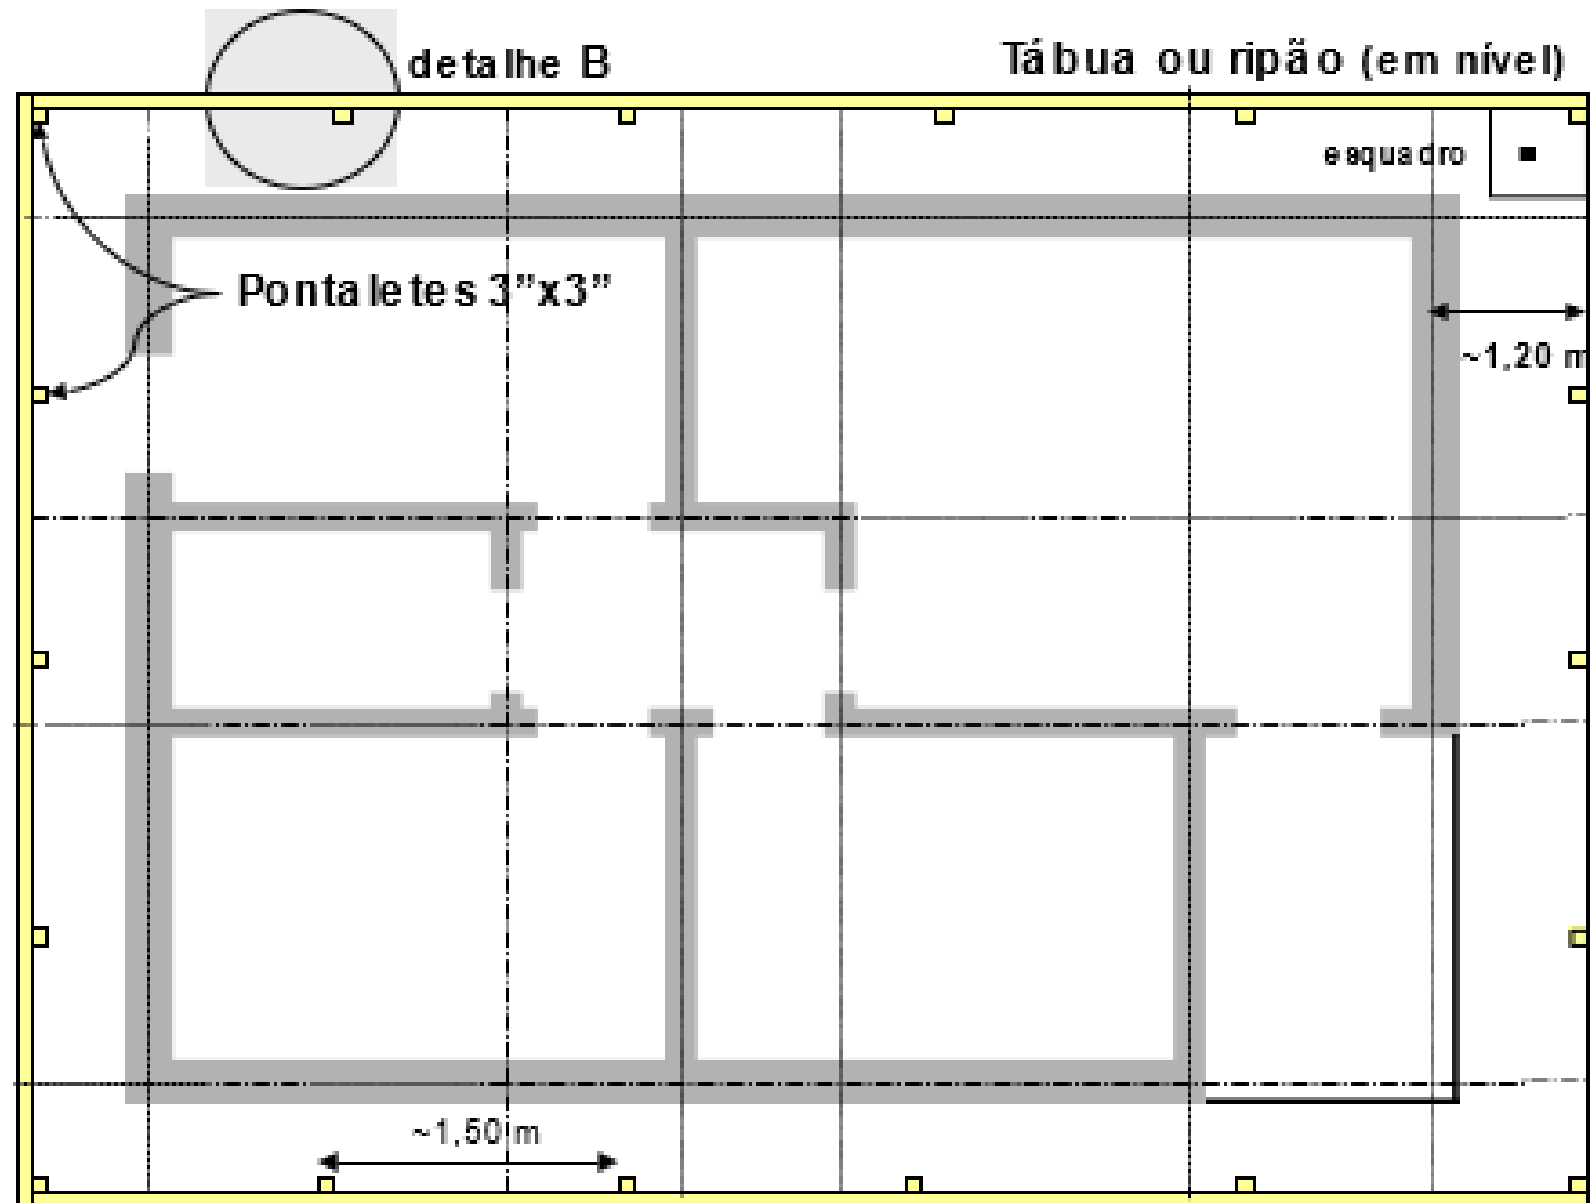 detalhe B
Tábua ou ripão (em nível)
esquadro
Pontaletes 3”x3”
~1,20 m
~1,50 m